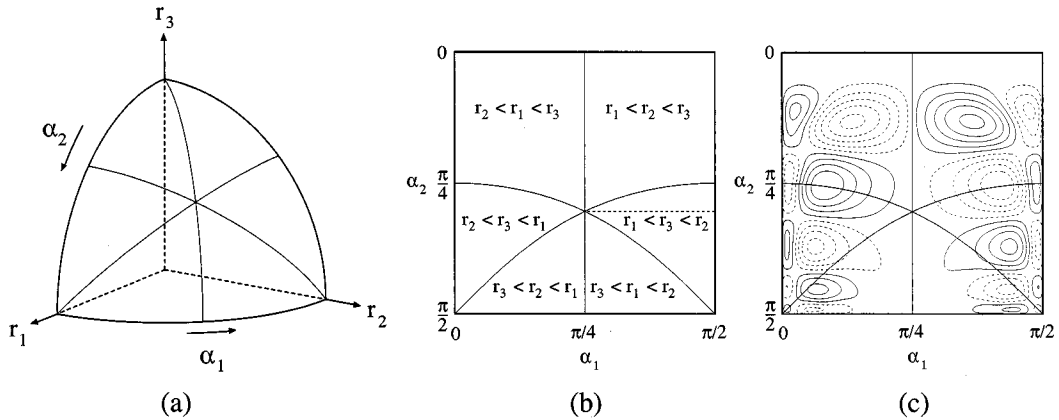 r3
α2
r1
r2
α1
(a)
0
r2 < r1 < r3
r1 < r2 < r3
α2
π/4
r2 < r3 < r1
r1 < r3 < r2
r3 < r2 < r1
r3 < r1 < r2
π/2
0
π/4
π/2
α1
(b)
0
α2
π/4
π/2
0
π/4
π/2
α1
(c)